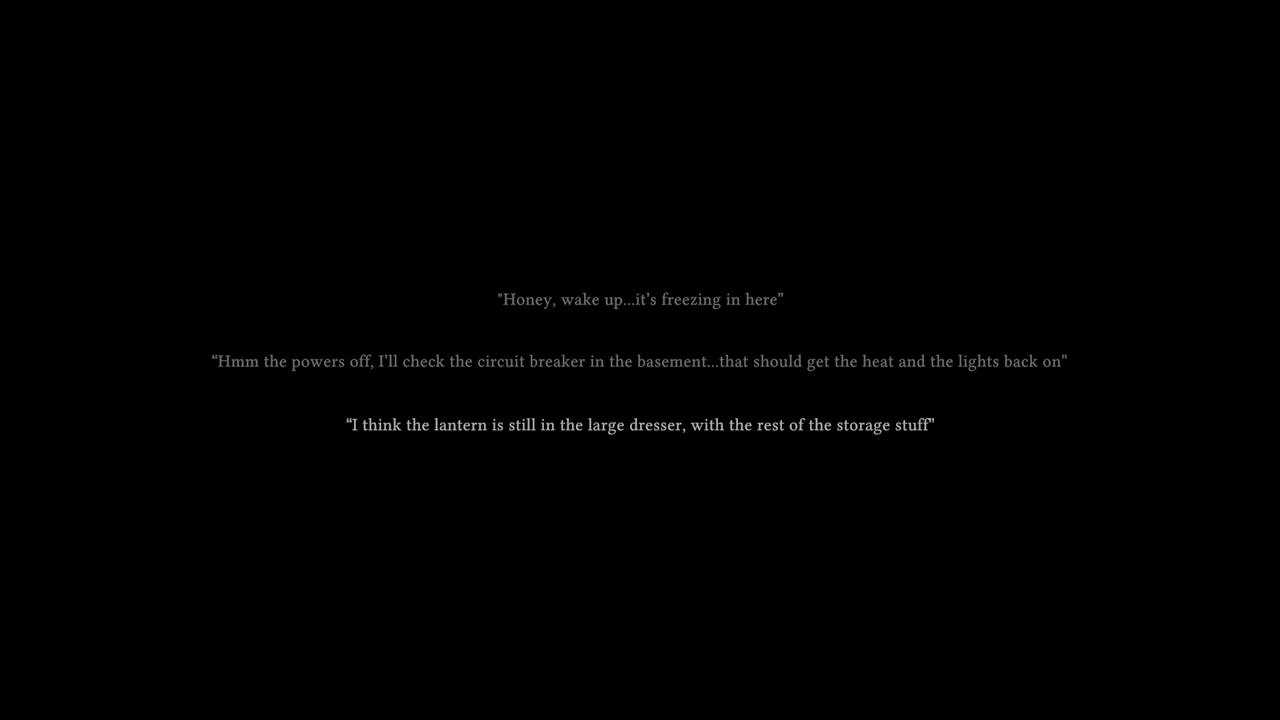 "Honey, wake up...it’s freezing in here”
“Hmm the powers off, I’ll check the circuit breaker in the basement...that should get the heat and the lights back on”
“I think the lantern is still in the large dresser, with the rest of the storage stuff”